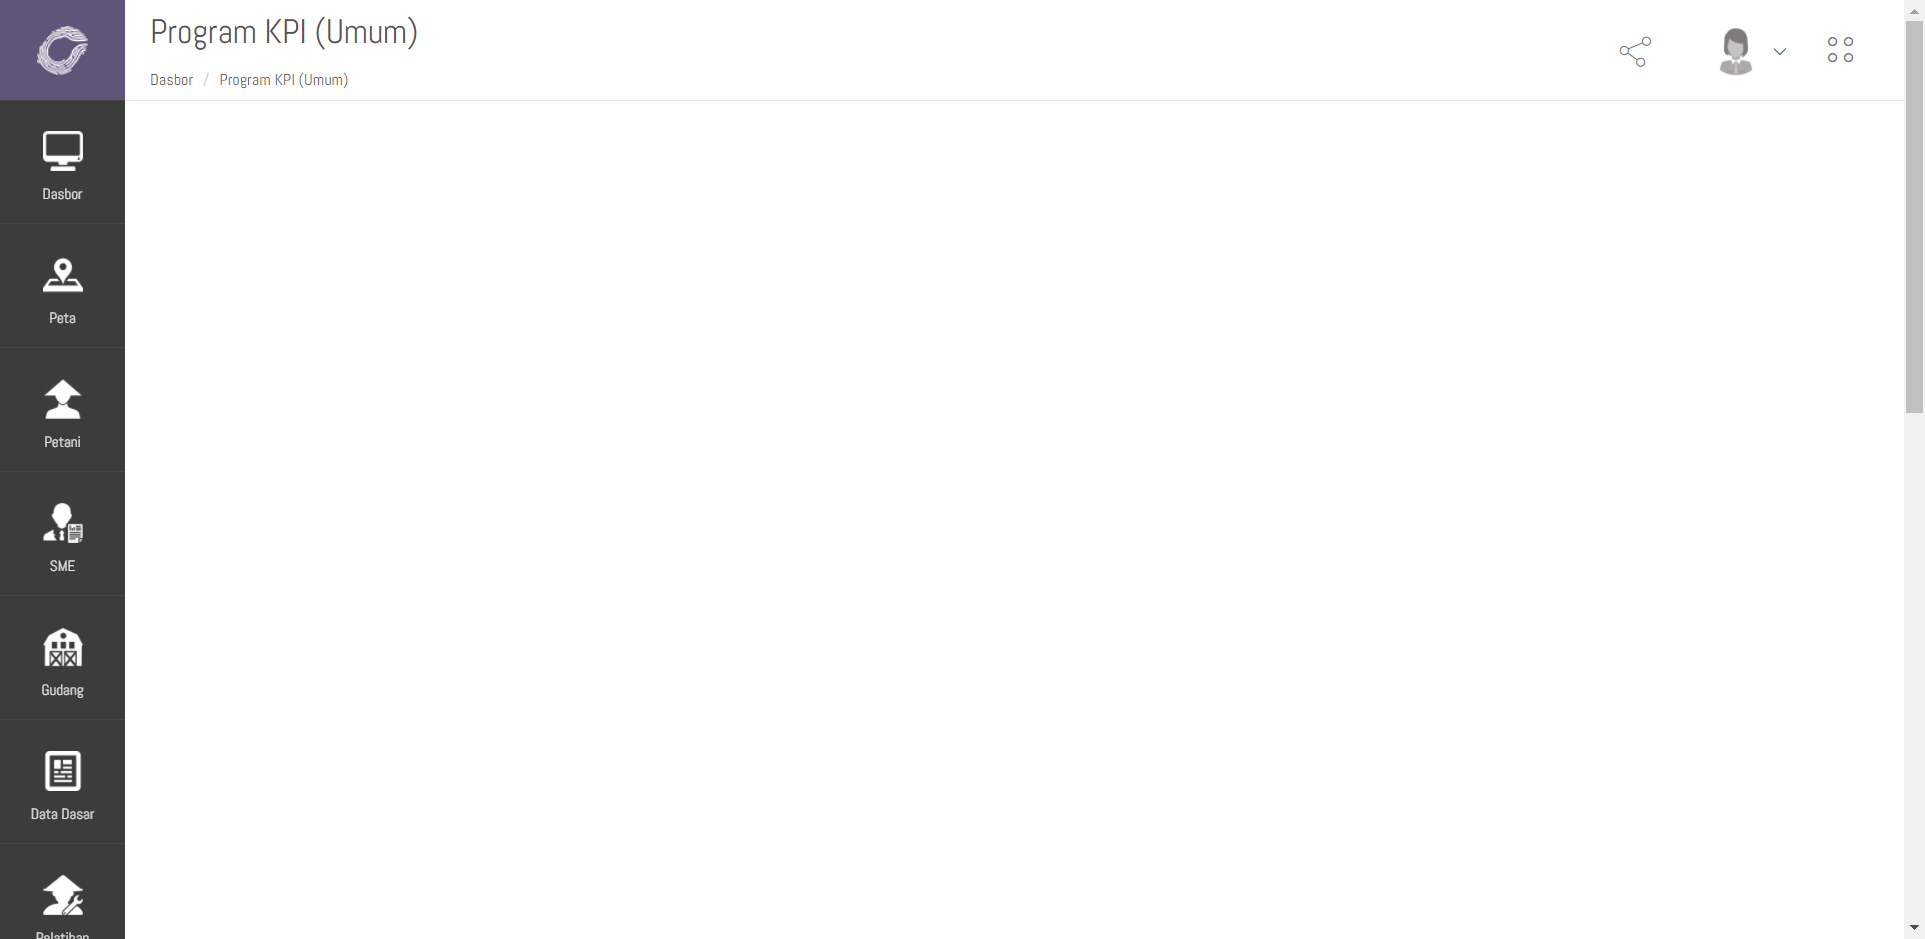 Program KPI (Umum)
Dasbor / Program KPI (Umum)
Dasbor
Peta
Petani
SME
Gudang
Data Dasar
Pelatihan